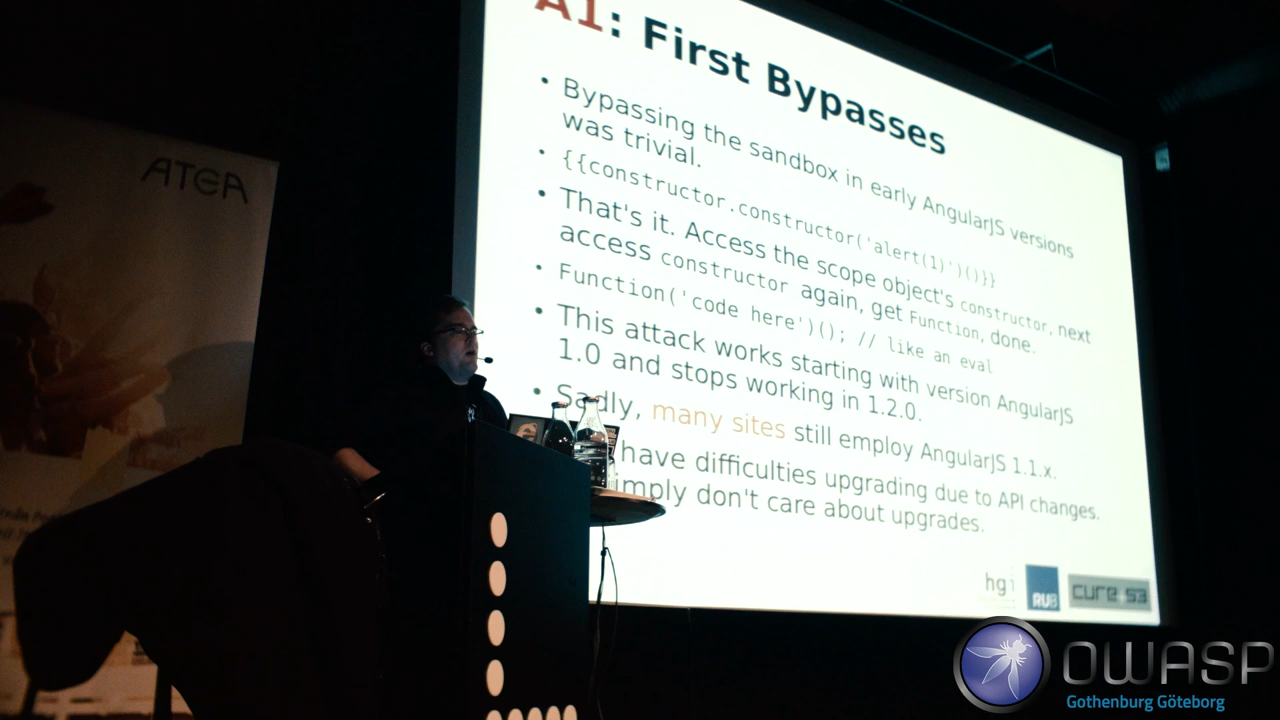 A1: First Bypasses
• Bypassing the sandbox in early AngularJS versions
was trivial.
• {{constructor.constructor('alert(1)')()}}
• That's it. Access the scope object's constructor, next
access constructor again, get Function, done.
• Function('code here')(); // like an eval
• This attack works starting with version AngularJS
1.0 and stops working in 1.2.0.
• Sadly, many sites still employ AngularJS 1.1.x.
have difficulties upgrading due to API changes.
don't care about upgrades.
hgi
RUB
cure53
ATEA
OWASP
Gothenburg Göteborg